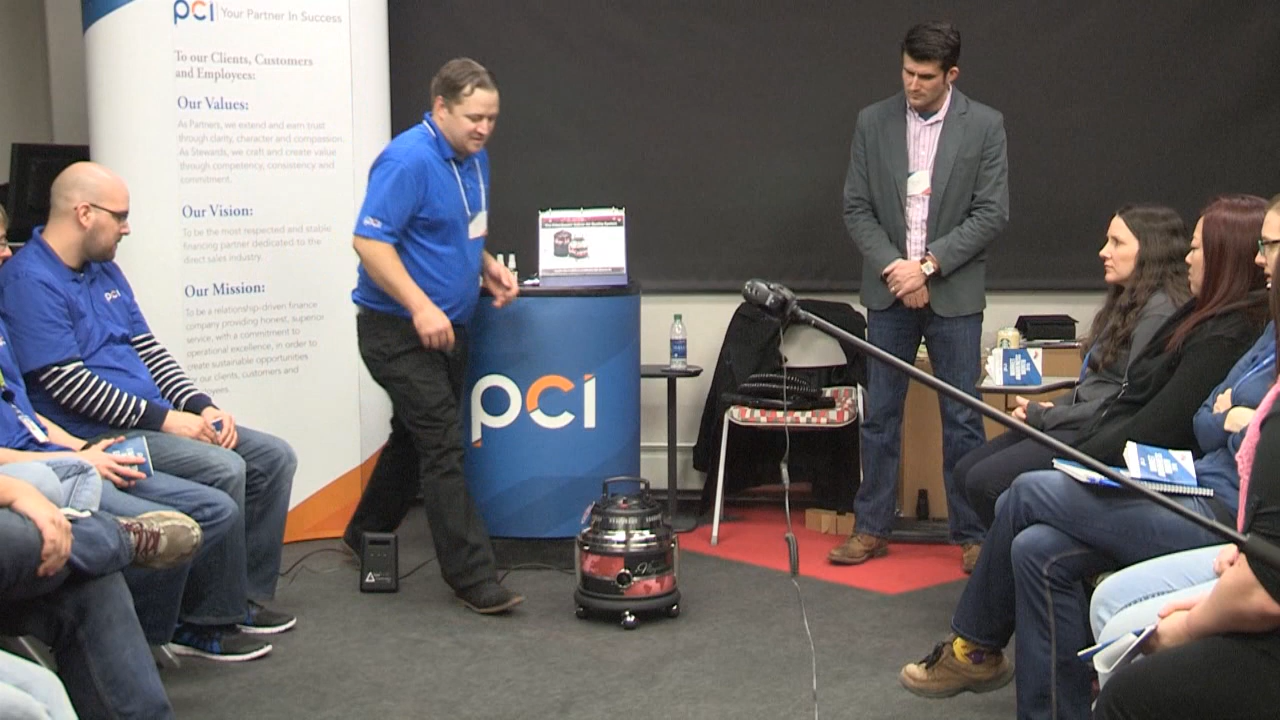 pci Your Partner In Success
To our Clients, Customers
and Employees:
Our Values:
As Partners, we extend and earn trust
through clarity, character and compassion.
As Stewards, we craft and create value
through competency, consistency and
commitment.
Our Vision:
To be the most respected and stable
financing partner dedicated to the
direct sales industry.
Our Mission:
To be a relationship-driven finance
company providing honest, superior
service, with a commitment to
operational excellence, in order to
create sustainable opportunities
our clients, customers and
pci
pci
pci